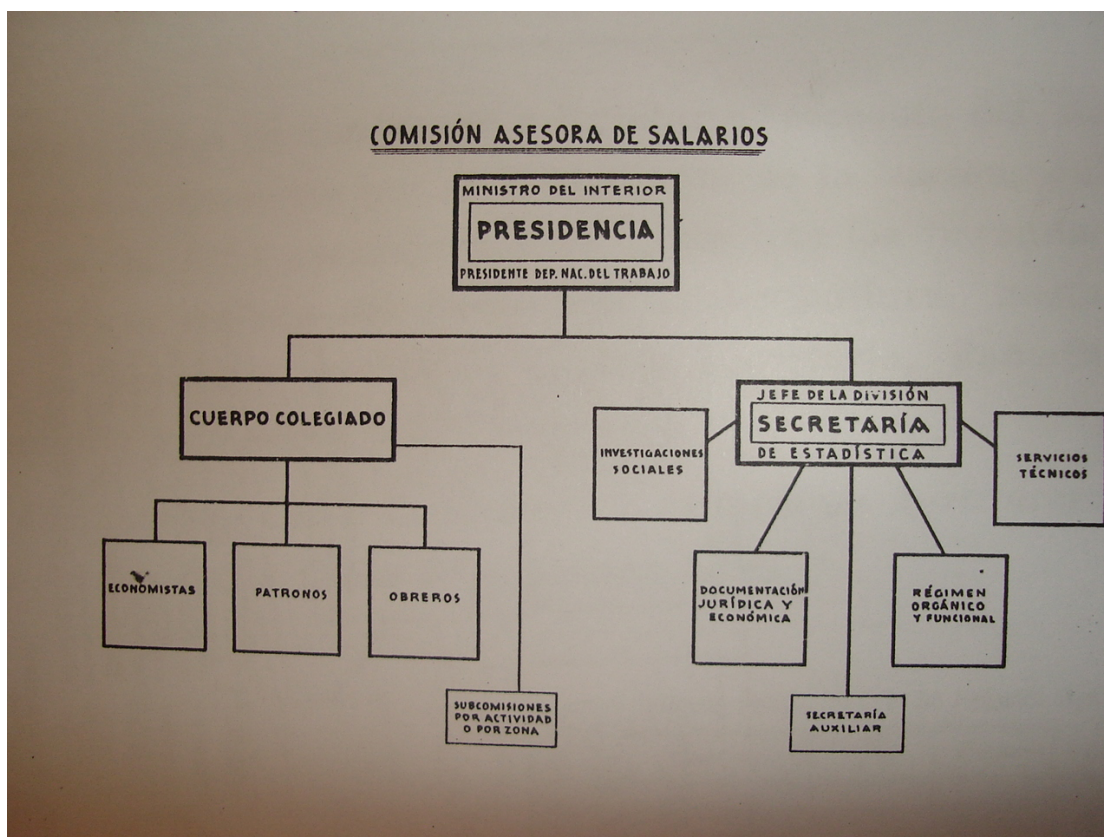 COMISIÓN ASESORA DE SALARIOS
MINISTRO DEL INTERIOR
PRESIDENCIA
PRESIDENTE DEP. NAC. DEL TRABAJO
CUERPO COLEGIADO
ECONOMISTAS
PATRONOS
OBREROS
SUBCOMISIONES
POR ACTIVIDAD
O POR ZONA
JEFE DE LA DIVISIÓN
SECRETARÍA
DE ESTADÍSTICA
INVESTIGACIONES
SOCIALES
SERVICIOS
TÉCNICOS
DOCUMENTACIÓN
JURÍDICA Y
ECONÓMICA
RÉGIMEN
ORGÁNICO
Y FUNCIONAL
SECRETARÍA
AUXILIAR